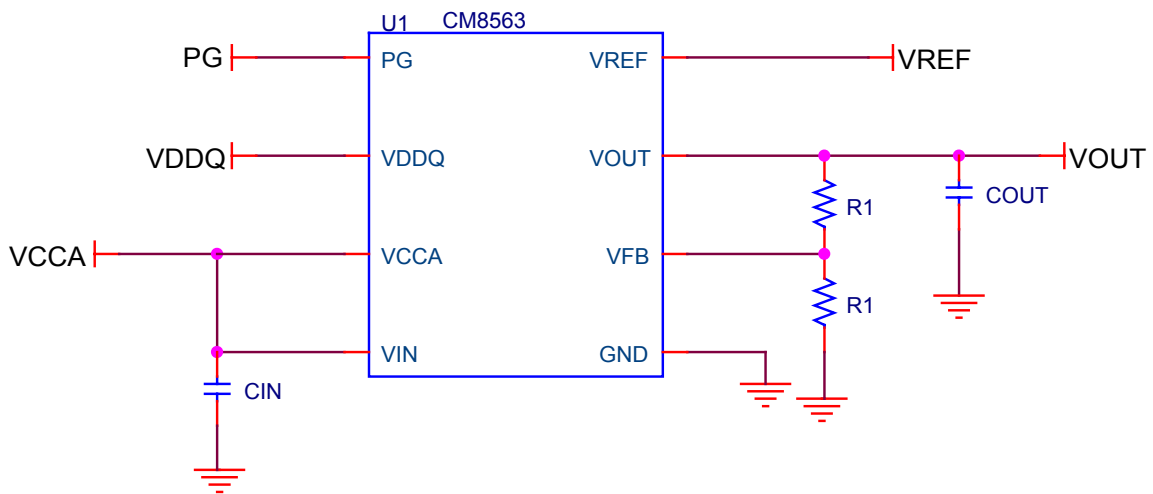 U1 CM8563
PG PG VREF VREF
VDDQ VDDQ VOUT VOUT
R1 COUT
VCCA VCCA VFB
R1
VIN GND
CIN